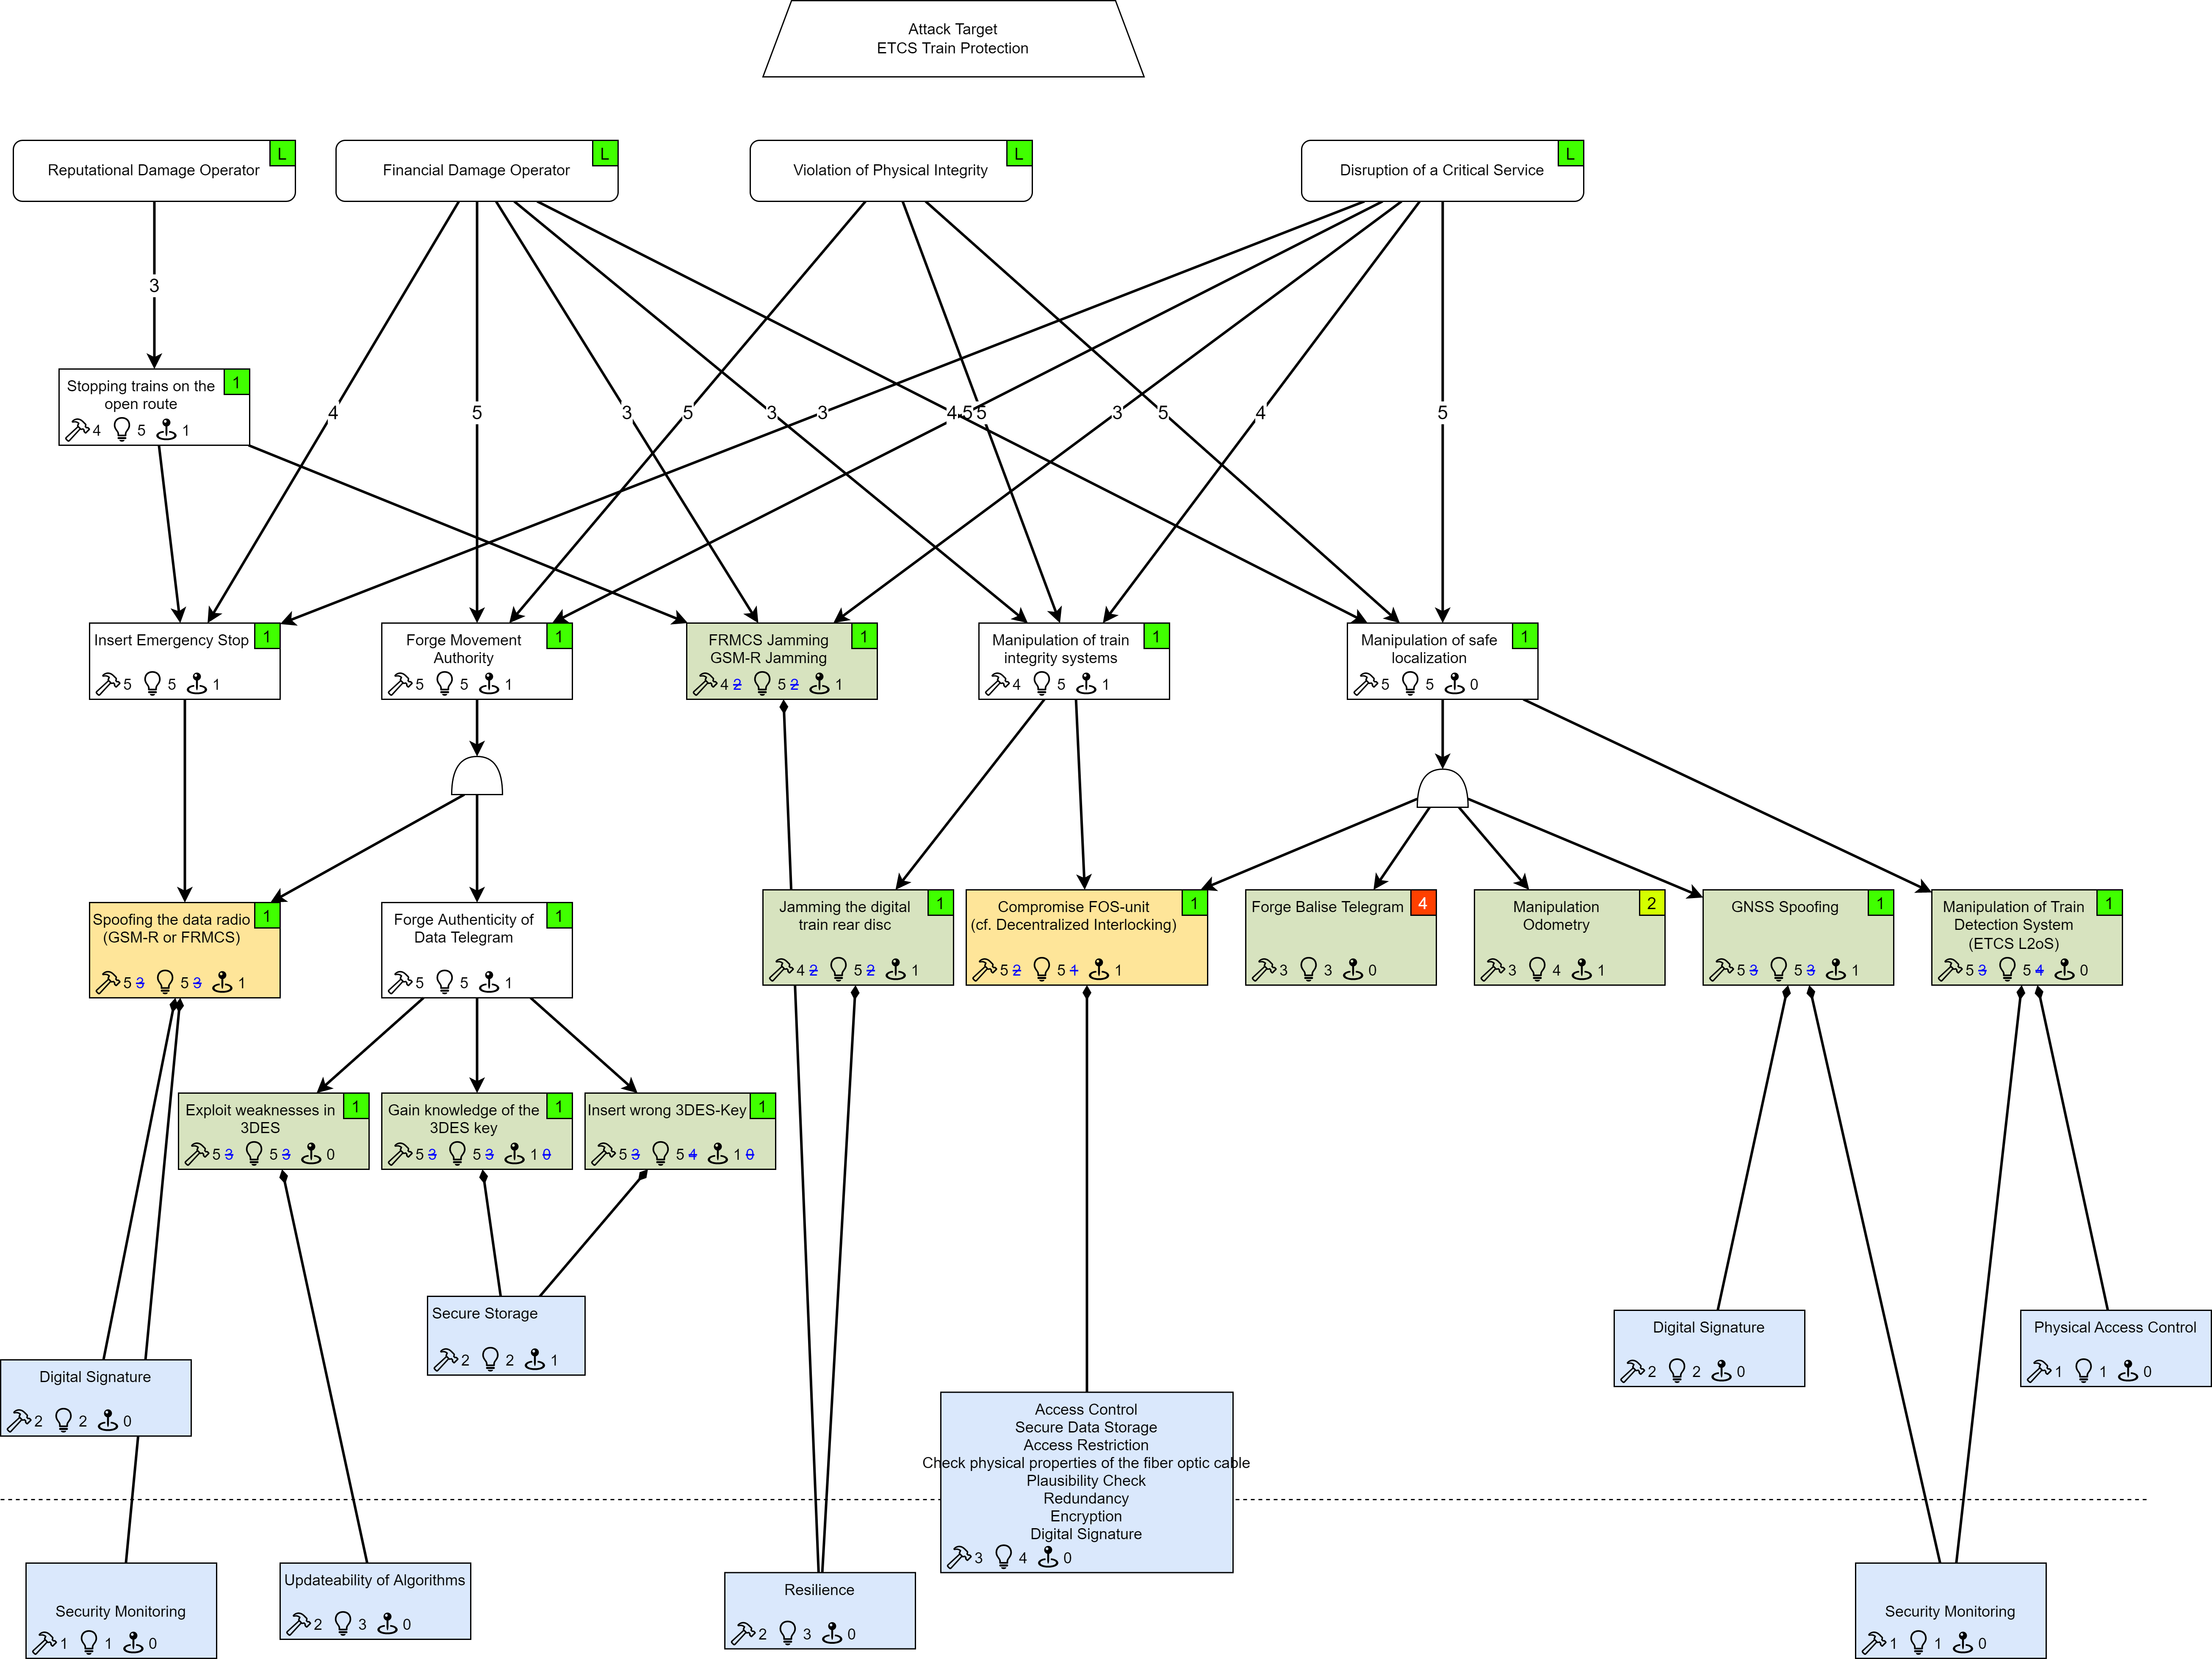 Attack Target
ETCS Train Protection
Reputational Damage Operator
L
Financial Damage Operator
L
Violation of Physical Integrity
L
Disruption of a Critical Service
L
3
Stopping trains on the
open route
1
4 5 1
4
5
3
5
3
3
4
5
5
3
5
4
5
Insert Emergency Stop
1
5 5 1
Forge Movement
Authority
1
5 5 1
FRMCS Jamming
GSM-R Jamming
1
4 2 5 2 1
Manipulation of train
integrity systems
1
4 5 1
Manipulation of safe
localization
1
5 5 0
Spoofing the data radio
(GSM-R or FRMCS)
1
5 3 5 3 1
Forge Authenticity of
Data Telegram
1
5 5 1
Jamming the digital
train rear disc
1
4 2 5 2 1
Compromise FOS-unit
(cf. Decentralized Interlocking)
1
5 2 5 1 1
Forge Balise Telegram
4
3 3 0
Manipulation
Odometry
2
3 4 1
GNSS Spoofing
1
5 3 5 3 1
Manipulation of Train
Detection System
(ETCS L2oS)
1
5 3 5 4 0
Exploit weaknesses in
3DES
1
5 3 5 3 0
Gain knowledge of the
3DES key
1
5 3 5 3 1 0
Insert wrong 3DES-Key
1
5 3 5 4 1 0
Secure Storage
2 2 1
Digital Signature
2 2 0
Digital Signature
2 2 0
Physical Access Control
1 1 0
Access Control
Secure Data Storage
Access Restriction
Check physical properties of the fiber optic cable
Plausibility Check
Redundancy
Encryption
Digital Signature
3 4 0
Security Monitoring
1 1 0
Updateability of Algorithms
2 3 0
Resilience
2 3 0
Security Monitoring
1 1 0